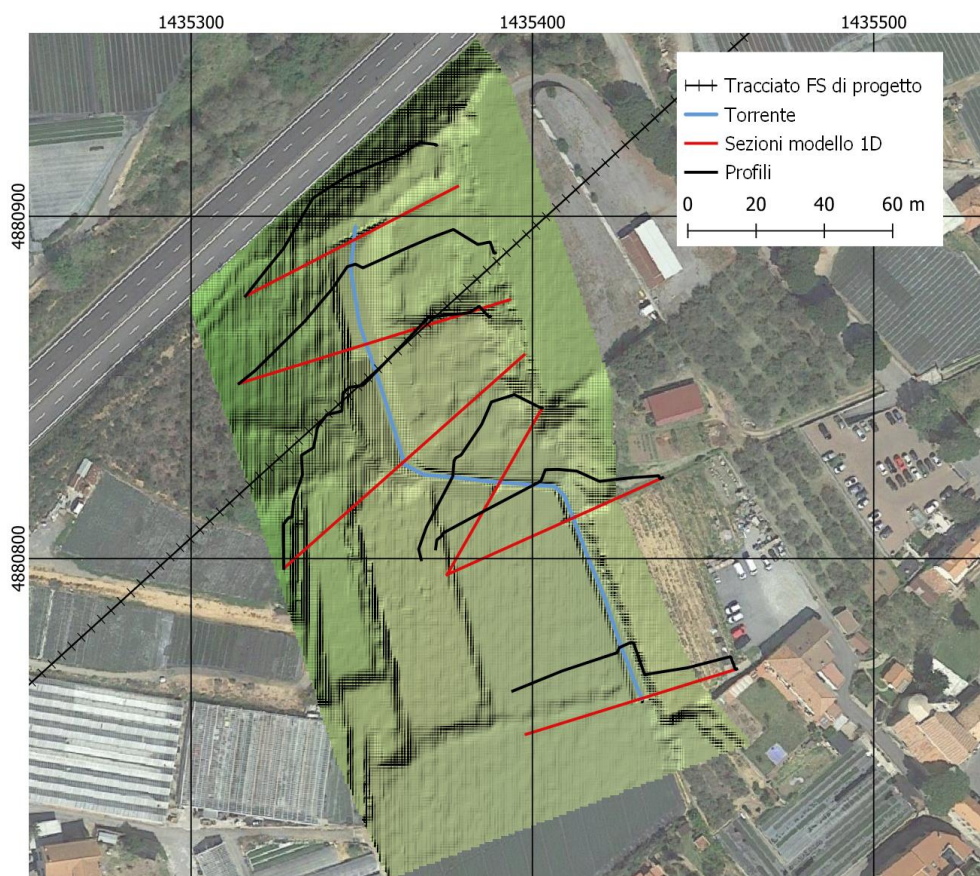 1435300 1435400 1435500
Tracciato FS di progetto
Torrente
Sezioni modello 1D
Profili
0 20 40 60 m
4880900
4880800